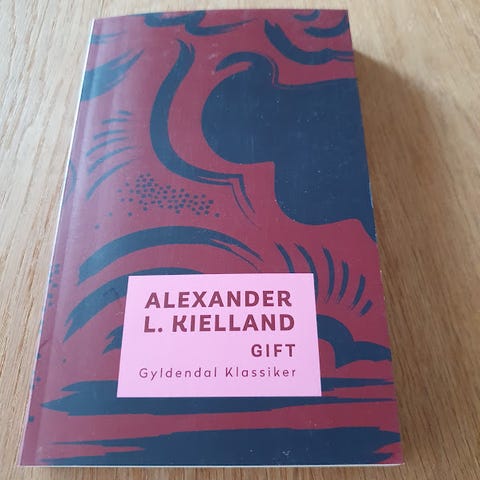 ALEXANDER
L. KIELLAND
GIFT
Gyldendal Klassiker